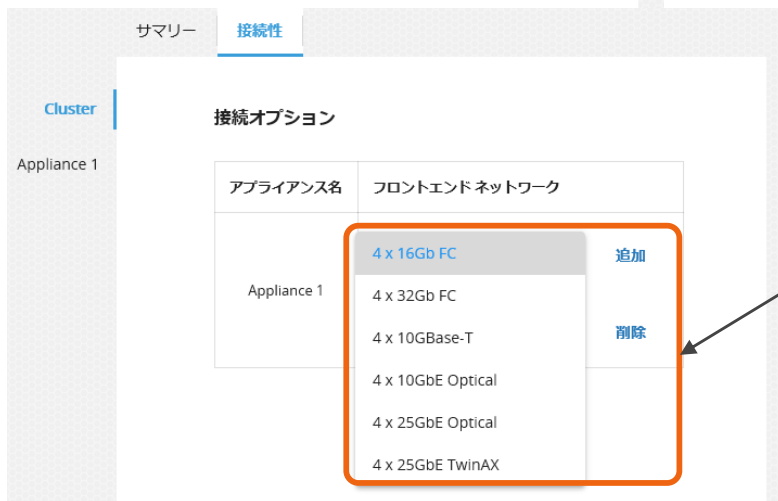 サマリー 接続性
Cluster
Appliance 1
接続オプション
アプライアンス名 フロントエンド ネットワーク
Appliance 1
4 x 16Gb FC
4 x 32Gb FC
4 x 10GBase-T
4 x 10GbE Optical
4 x 25GbE Optical
4 x 25GbE TwinAX
追加
削除